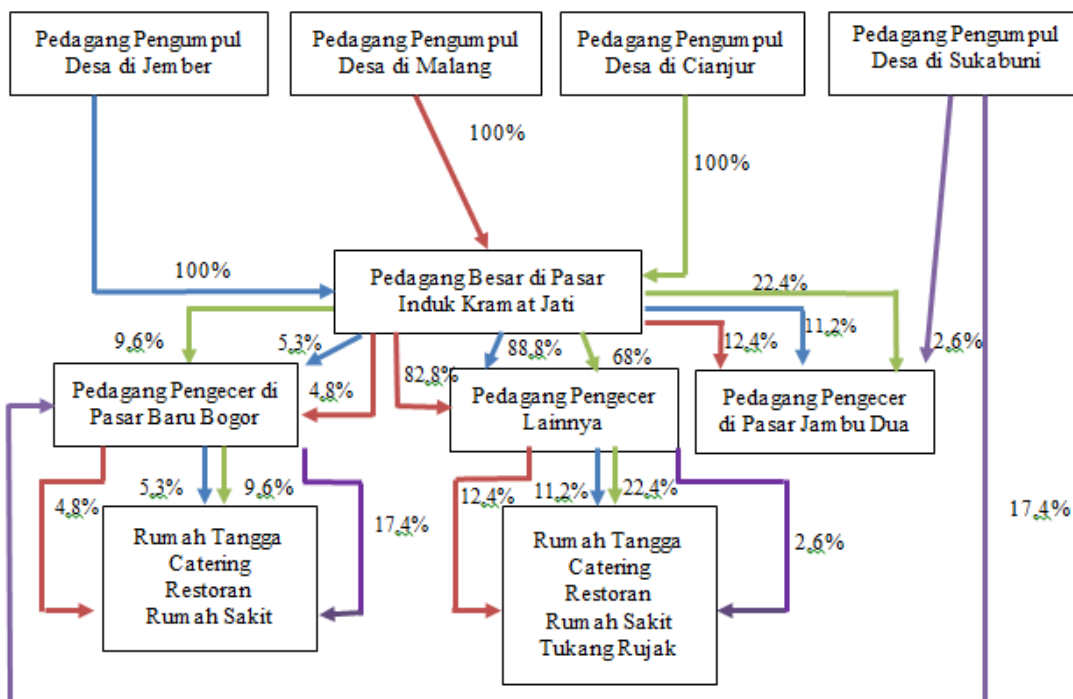 Pedagang Pengumpul
Desa di Jember
Pedagang Pengumpul
Desa di Malang
Pedagang Pengumpul
Desa di Cianjur
Pedagang Pengumpul
Desa di Sukabuni
100%
100%
100%
Pedagang Besar di Pasar
Induk Kramat Jati
22.4%
11.2%
12.4%
2.6%
9.6%
5.3%
4.8%
82.8%
88.8%
68%
Pedagang Pengecer di
Pasar Baru Bogor
Pedagang Pengecer
Lainnya
Pedagang Pengecer
di Pasar Jambu Dua
4.8%
5.3%
9.6%
17.4%
12.4%
11.2%
22.4%
2.6%
17.4%
Rumah Tangga
Catering
Restoran
Rumah Sakit
Rumah Tangga
Catering
Restoran
Rumah Sakit
Tukang Rujak